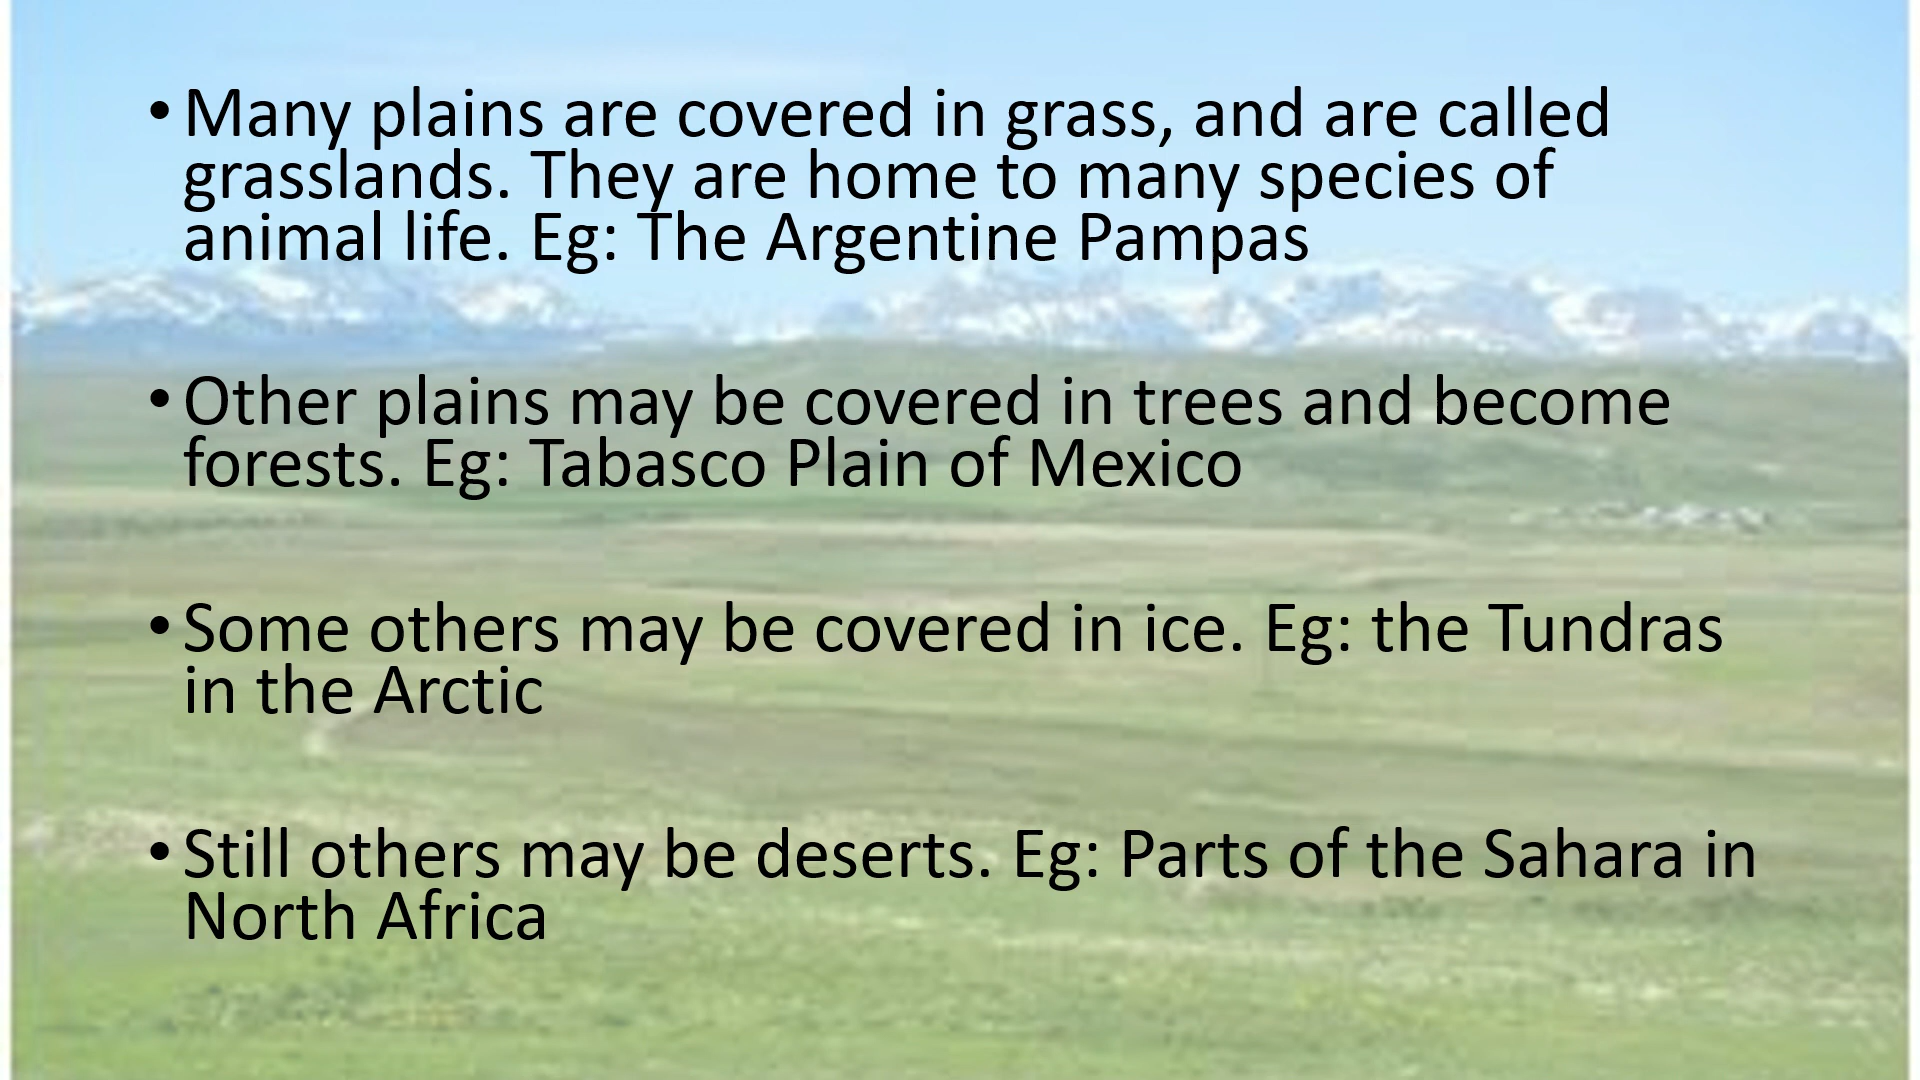 • Many plains are covered in grass, and are called
grasslands. They are home to many species of
animal life. Eg: The Argentine Pampas
• Other plains may be covered in trees and become
forests. Eg: Tabasco Plain of Mexico
• Some others may be covered in ice. Eg: the Tundras
in the Arctic
• Still others may be deserts. Eg: Parts of the Sahara in
North Africa